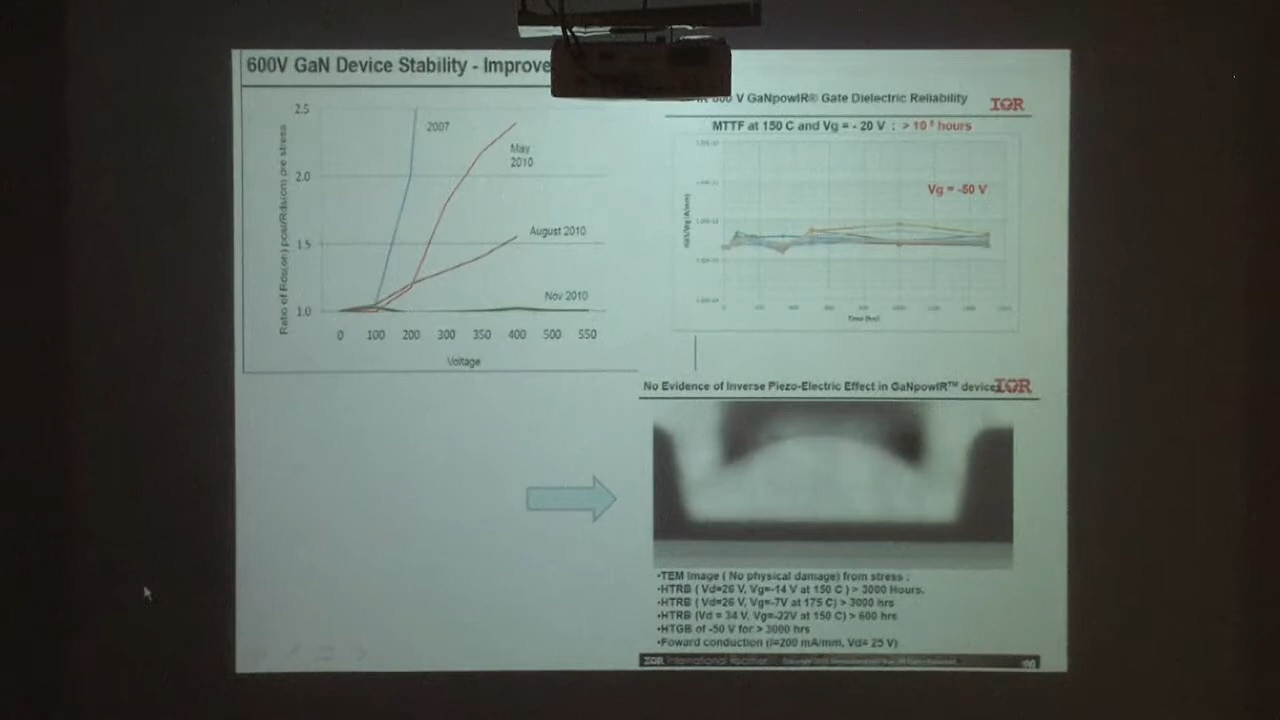 600V GaN Device Stability - Improve
2.5
2.0
1.5
1.0
Ratio of Rds(on) post/Rds(on) pre stress
2007
May
2010
August 2010
Nov 2010
0 100 200 300 350 400 500 550
Voltage
V GaNpowIR® Gate Dielectric Reliability
IOR
MTTF at 150 C and Vg = - 20 V : > 10 hours
Vg = -50 V
Time (hrs)
No Evidence of Inverse Piezo-Electric Effect in GaNpowIR™ devices
IOR
•TEM Image ( No physical damage) from stress :
•HTRB ( Vd=26 V, Vg=-14 V at 150 C ) > 3000 Hours.
•HTRB ( Vd=26 V, Vg=-7V at 175 C) > 3000 hrs
•HTRB (Vd = 34 V, Vg=-22V at 150 C) > 600 hrs
•HTGB of -50 V for > 3000 hrs
•Foward conduction (I=200 mA/mm, Vd= 25 V)
IOR International Rectifier